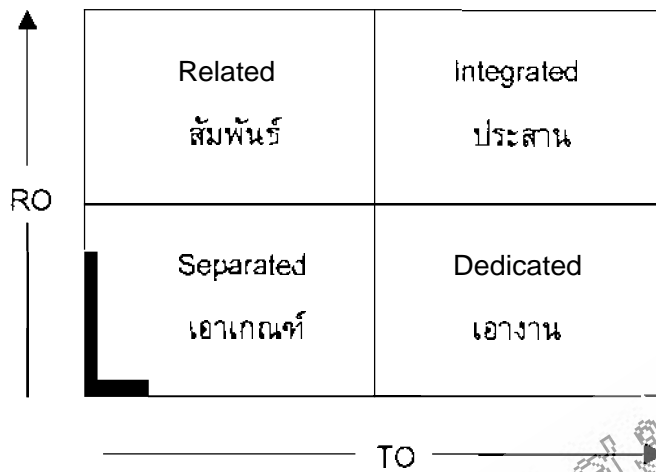 Related
Integrated
สัมพันธ์
ประสาน
RO
Separated
Dedicated
เอาเกณฑ์
เอางาน
TO